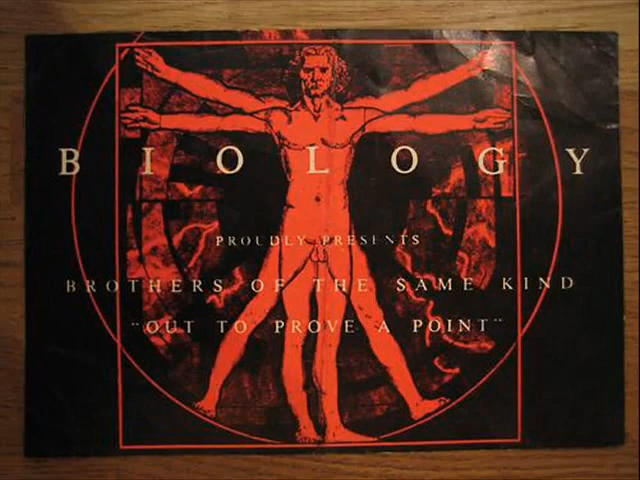 BIOLOGY
PROUDLY PRESENTS
BROTHERS OF THE SAME KIND
"OUT TO PROVE A POINT"